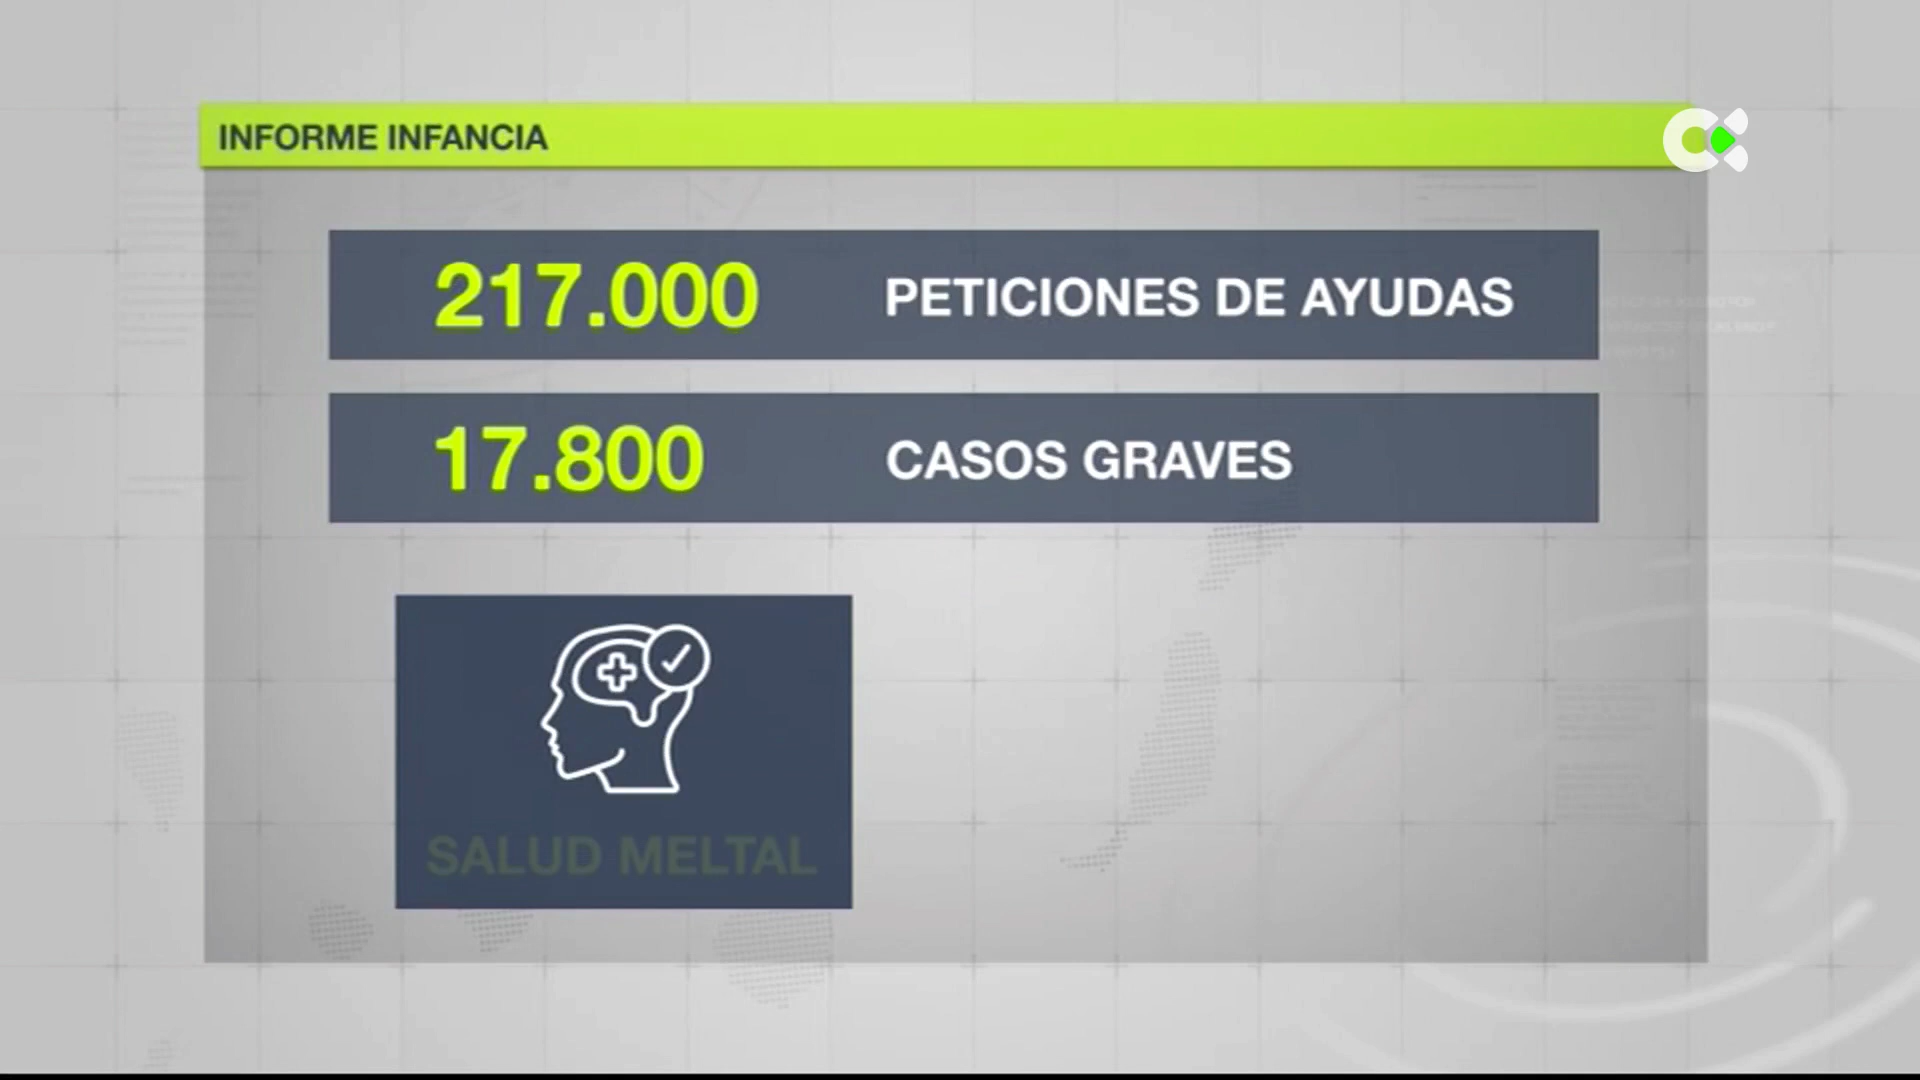 INFORME INFANCIA
217.000 PETICIONES DE AYUDAS
17.800 CASOS GRAVES
SALUD MELTAL